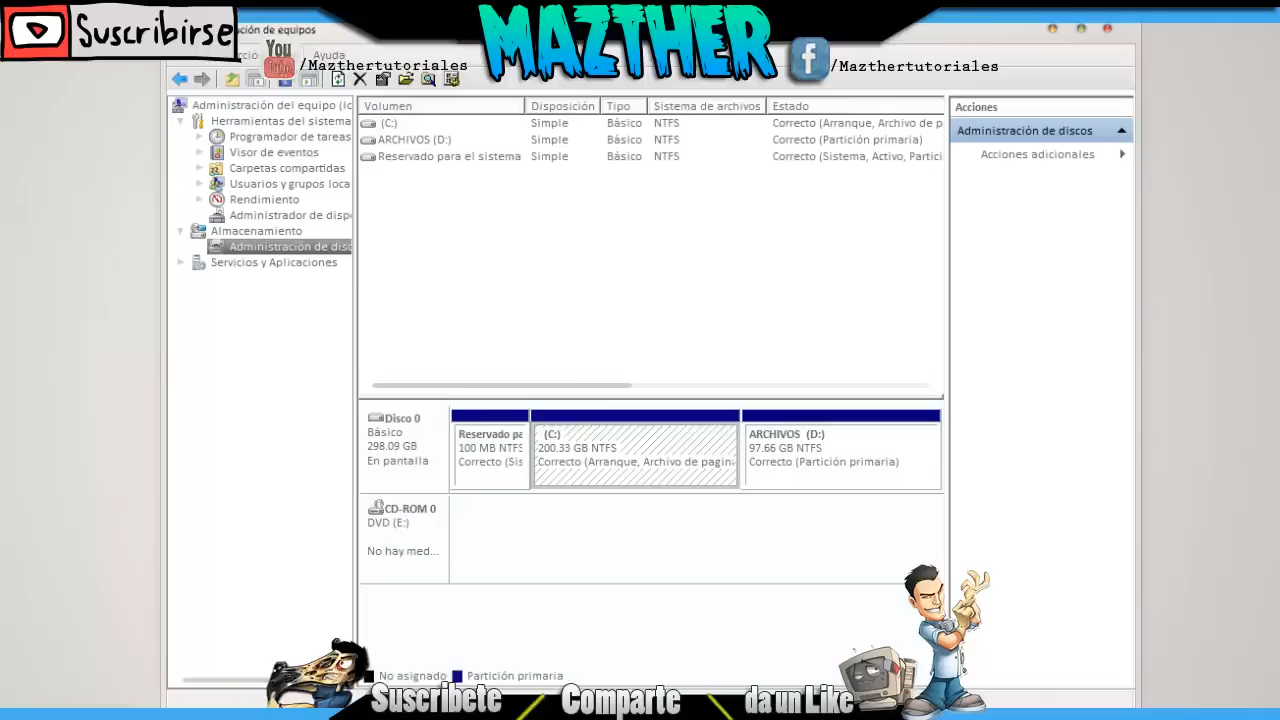 Suscribirse
ción de equipos
MAZTHER
You
Tube
/Mazthertutoriales
f
/Mazthertutoriales
Ayuda
Administración del equipo (lc
Herramientas del sistema
Programador de tareas
Visor de eventos
Carpetas compartidas
Usuarios y grupos loca
Rendimiento
Administrador de disp
Almacenamiento
Administración de disc
Servicios y Aplicaciones
Volumen Disposición Tipo Sistema de archivos Estado
(C:) Simple Básico NTFS Correcto (Arranque, Archivo de p
ARCHIVOS (D:) Simple Básico NTFS Correcto (Partición primaria)
Reservado para el sistema Simple Básico NTFS Correcto (Sistema, Activo, Partici
Acciones
Administración de discos
Acciones adicionales
Disco 0
Básico
298.09 GB
En pantalla
Reservado pa
100 MB NTFS
Correcto (Sis
(C:)
200.33 GB NTFS
Correcto (Arranque, Archivo de pagin
ARCHIVOS (D:)
97.66 GB NTFS
Correcto (Partición primaria)
CD-ROM 0
DVD (E:)
No hay med...
No asignado Partición primaria
Suscribete Comparte da un Like